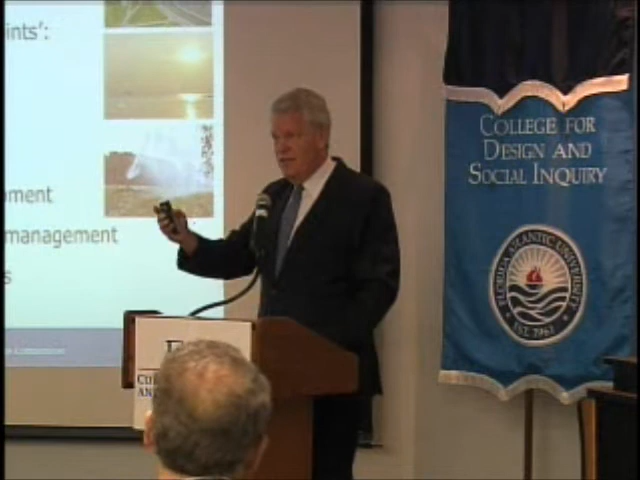 ints':
ment
management
s
COLLEGE FOR
DESIGN AND
SOCIAL INQUIRY
FLORIDA ATLANTIC UNIVERSITY
EST. 1961